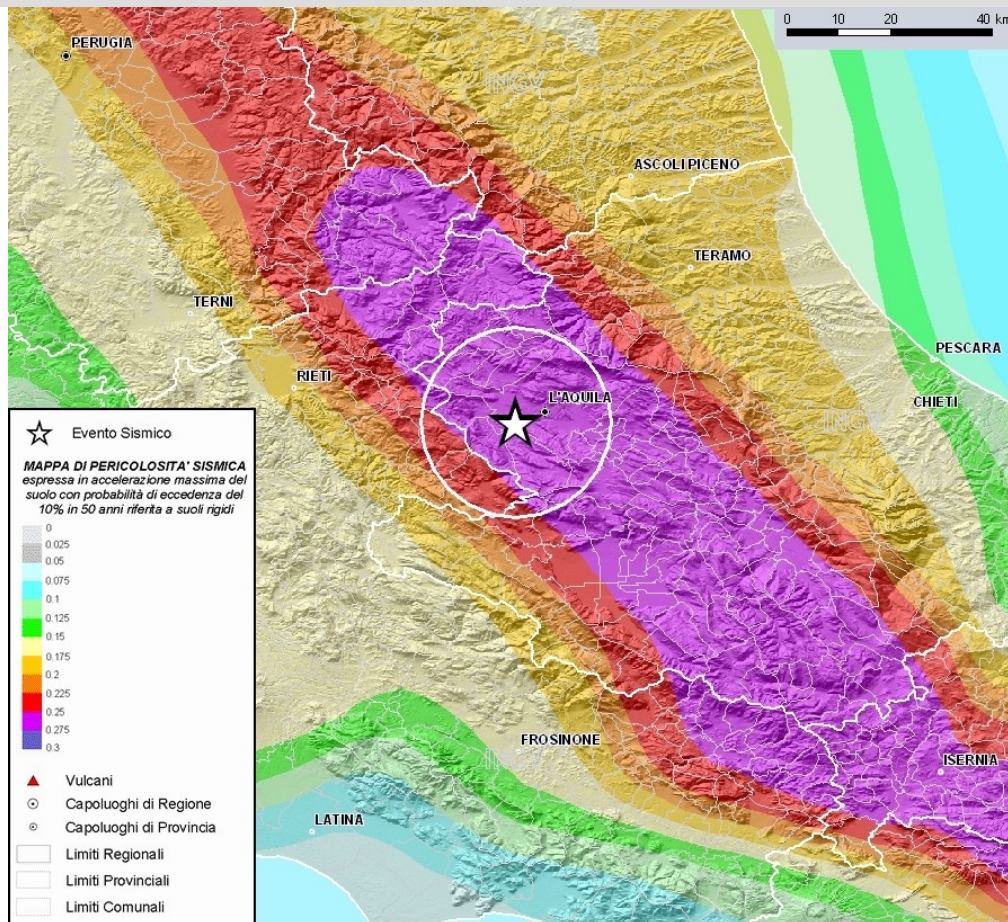 0 10 20 40 km
PERUGIA
INGV
ASCOLI PICENO
TERAMO
TERNI
PESCARA
RIETI
CHIETI
L'AQUILA
INGV
Evento Sismico
MAPPA DI PERICOLOSITA' SISMICA
espressa in accelerazione massima del
suolo con probabilità di eccedenza del
10% in 50 anni riferita a suoli rigidi
0
0.025
0.05
0.075
0.1
0.125
0.15
0.175
0.2
0.225
0.25
0.275
0.3
Vulcani
Capoluoghi di Regione
Capoluoghi di Provincia
Limiti Regionali
Limiti Provinciali
Limiti Comunali
FROSINONE
ISERNIA
LATINA